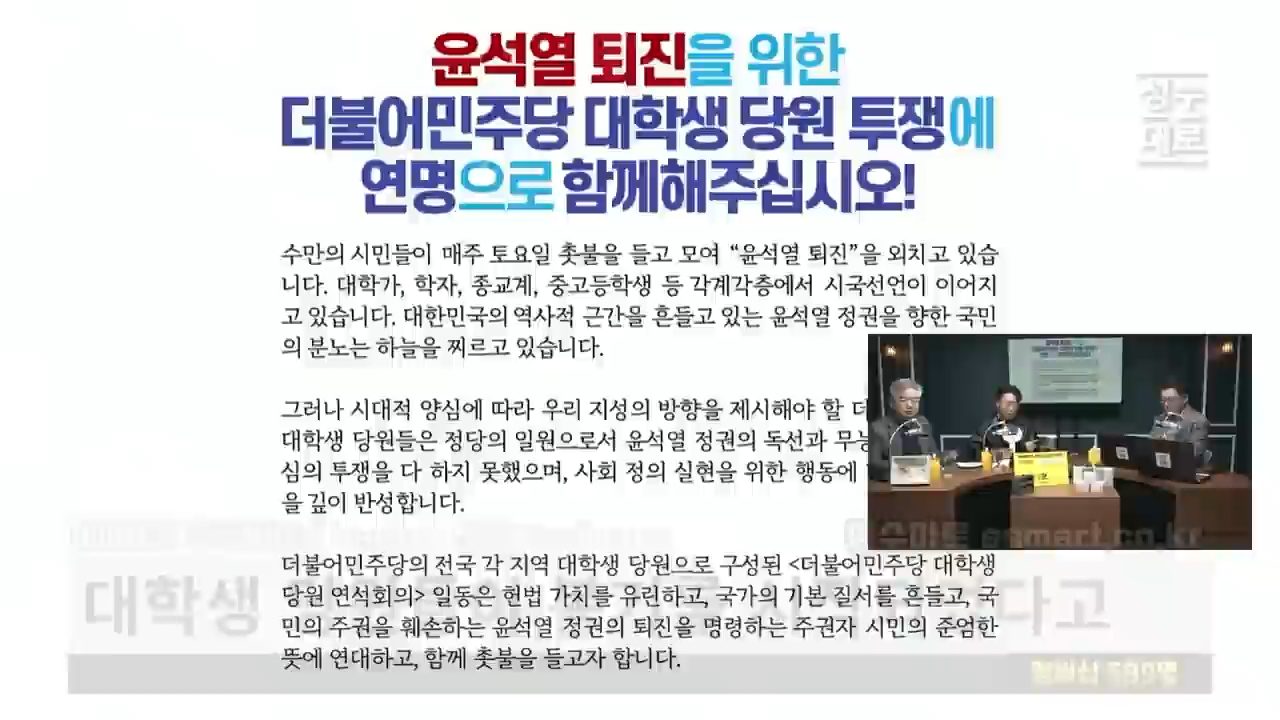 윤석열 퇴진을 위한
더불어민주당 대학생 당원 투쟁에
연명으로 함께해주십시오!
정도
대로
수만의 시민들이 매주 토요일 촛불을 들고 모여 “윤석열 퇴진”을 외치고 있습
니다. 대학가, 학자, 종교계, 중고등학생 등 각계각층에서 시국선언이 이어지
고 있습니다. 대한민국의 역사적 근간을 흔들고 있는 윤석열 정권을 향한 국민
의 분노는 하늘을 찌르고 있습니다.
그러나 시대적 양심에 따라 우리 지성의 방향을 제시해야 할
대학생 당원들은 정당의 일원으로서 윤석열 정권의 독선과
심의 투쟁을 다 하지 못했으며, 사회 정의 실현을 위한 행동에
을 깊이 반성합니다.
더불어민주당의 전국 각 지역 대학생 당원으로 구성된 <더불어민주당 대학생
당원 연석회의> 일동은 헌법 가치를 유린하고, 국가의 기본 질서를 흔들고, 국
민의 주권을 훼손하는 윤석열 정권의 퇴진을 명령하는 주권자 시민의 준엄한
뜻에 연대하고, 함께 촛불을 들고자 합니다.
대학생